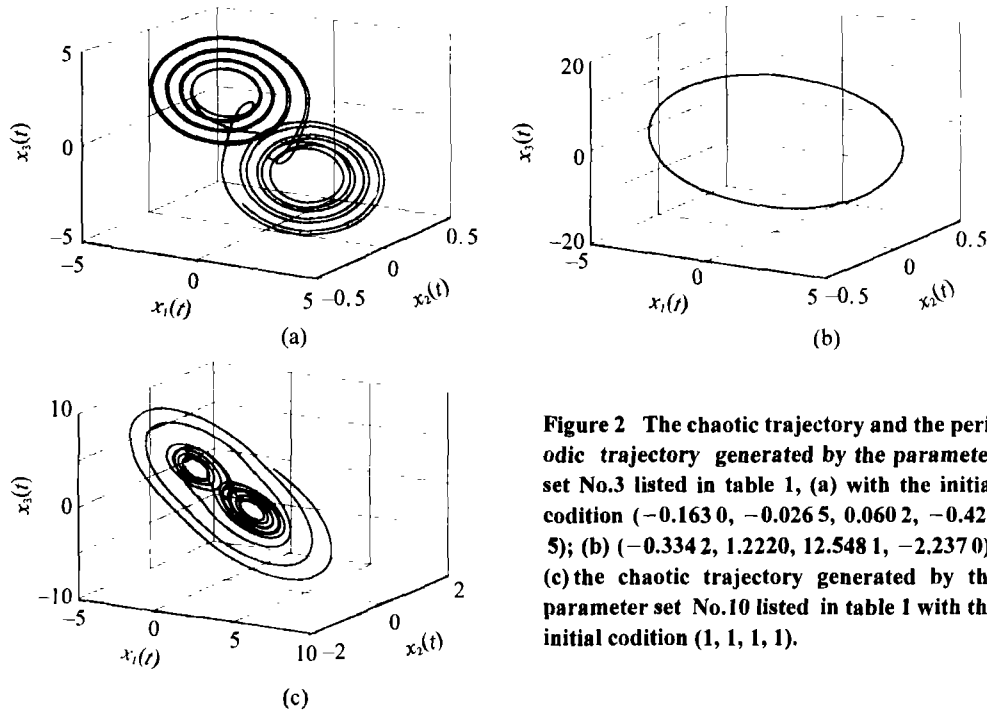 5
0
−5
x₃(t)
−5
0
5
x₁(t)
−0.5
0
0.5
x₂(t)
(a)
20
0
−20
x₃(t)
−5
0
5
x₁(t)
−0.5
0
0.5
x₂(t)
(b)
10
0
−10
x₃(t)
−5
0
5
10
x₁(t)
−2
0
2
x₂(t)
(c)
Figure 2 The chaotic trajectory and the peri
odic trajectory generated by the paramete
set No.3 listed in table 1, (a) with the initia
codition (−0.163 0, −0.026 5, 0.060 2, −0.42
5); (b) (−0.334 2, 1.2220, 12.548 1, −2.237 0)
(c) the chaotic trajectory generated by th
parameter set No.10 listed in table 1 with th
initial codition (1, 1, 1, 1).